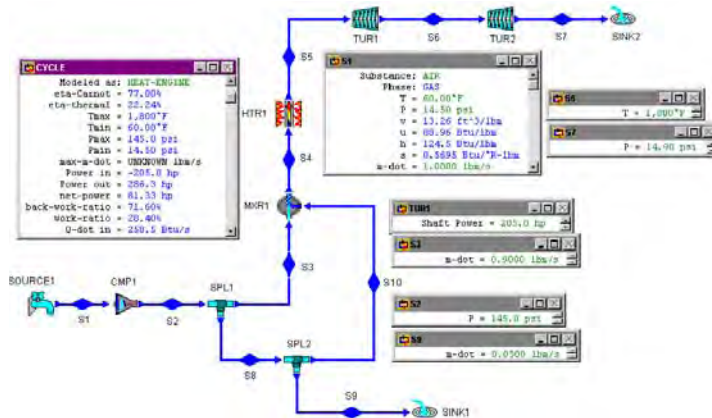 TUR1
S6
TUR2
S7
SINK2
S5
CYCLE
Modeled as: HEAT-ENGINE
eta-Carnot = 77.00%
eta-thermal = 22.24%
Tmax = 1,800°F
Tmin = 60.00°F
Pmax = 145.0 psi
Pmin = 14.50 psi
max-m-dot = UNKNOWN lbm/s
Power in = -205.0 hp
Power out = 286.3 hp
net-power = 81.33 hp
back-work-ratio = 71.60%
work-ratio = 28.40%
Q-dot in = 258.5 Btu/s
S1
Substance: AIR
Phase: GAS
T = 60.00°F
P = 14.50 psi
v = 13.26 ft^3/lbm
u = 88.96 Btu/lbm
h = 124.5 Btu/lbm
s = 0.5695 Btu/°R-lbm
m-dot = 1.0000 lbm/s
S6
S7
P = 14.90 psi
HTR1
S4
MXR1
TUR1
Shaft Power = 205.0 hp
S3
m-dot = 0.9000 lbm/s
S3
S10
SOURCE1
CMP1
SPL1
S1
S2
S2
P = 145.0 psi
SPL2
m-dot = 0.0500 lbm/s
S8
S9
SINK1